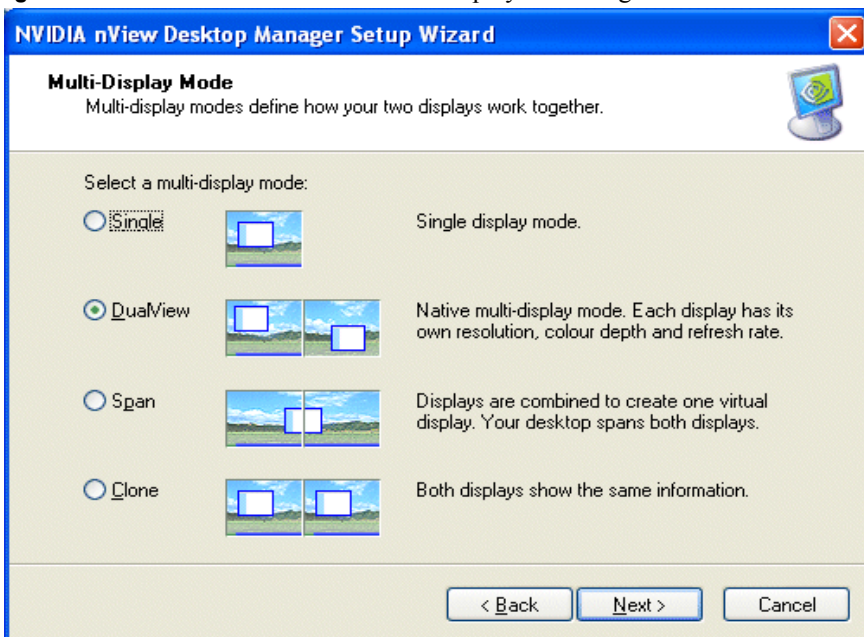 NVIDIA nView Desktop Manager Setup Wizard
Multi-Display Mode
Multi-display modes define how your two displays work together.
Select a multi-display mode:
Single
Single display mode.
DualView
Native multi-display mode. Each display has its
own resolution, colour depth and refresh rate.
Span
Displays are combined to create one virtual
display. Your desktop spans both displays.
Clone
Both displays show the same information.
< Back
Next >
Cancel